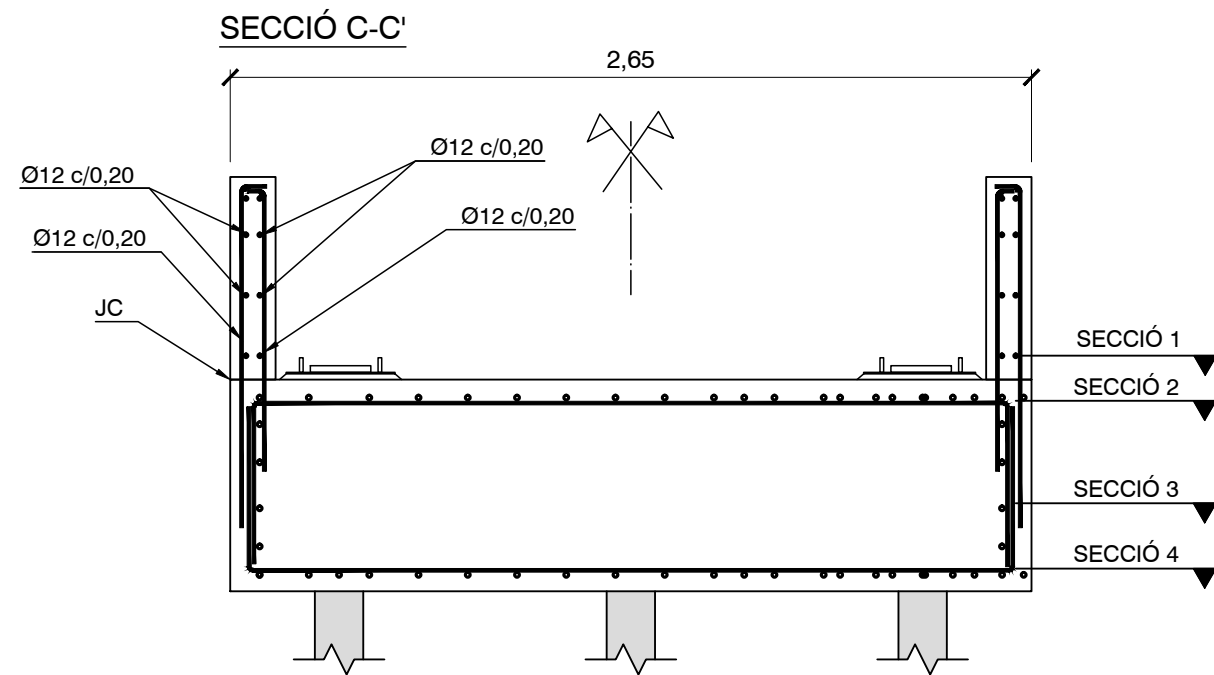 SECCIÓ C-C'
2,65
Ø12 c/0,20
Ø12 c/0,20
Ø12 c/0,20
Ø12 c/0,20
JC
SECCIÓ 1
SECCIÓ 2
SECCIÓ 3
SECCIÓ 4